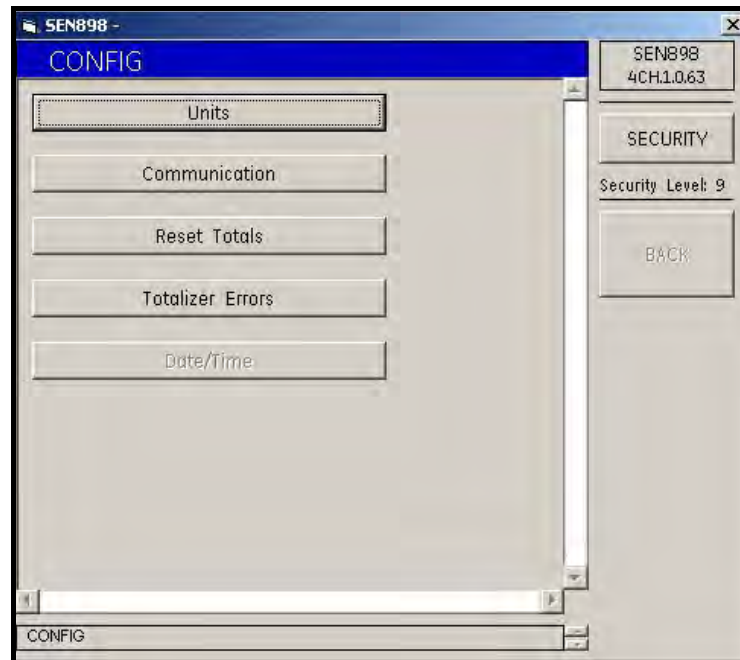 SEN898 -
CONFIG
Units
Communication
Reset Totals
Totalizer Errors
Date/Time
CONFIG
SEN898
4CH.1.0.63
SECURITY
Security Level: 9
BACK